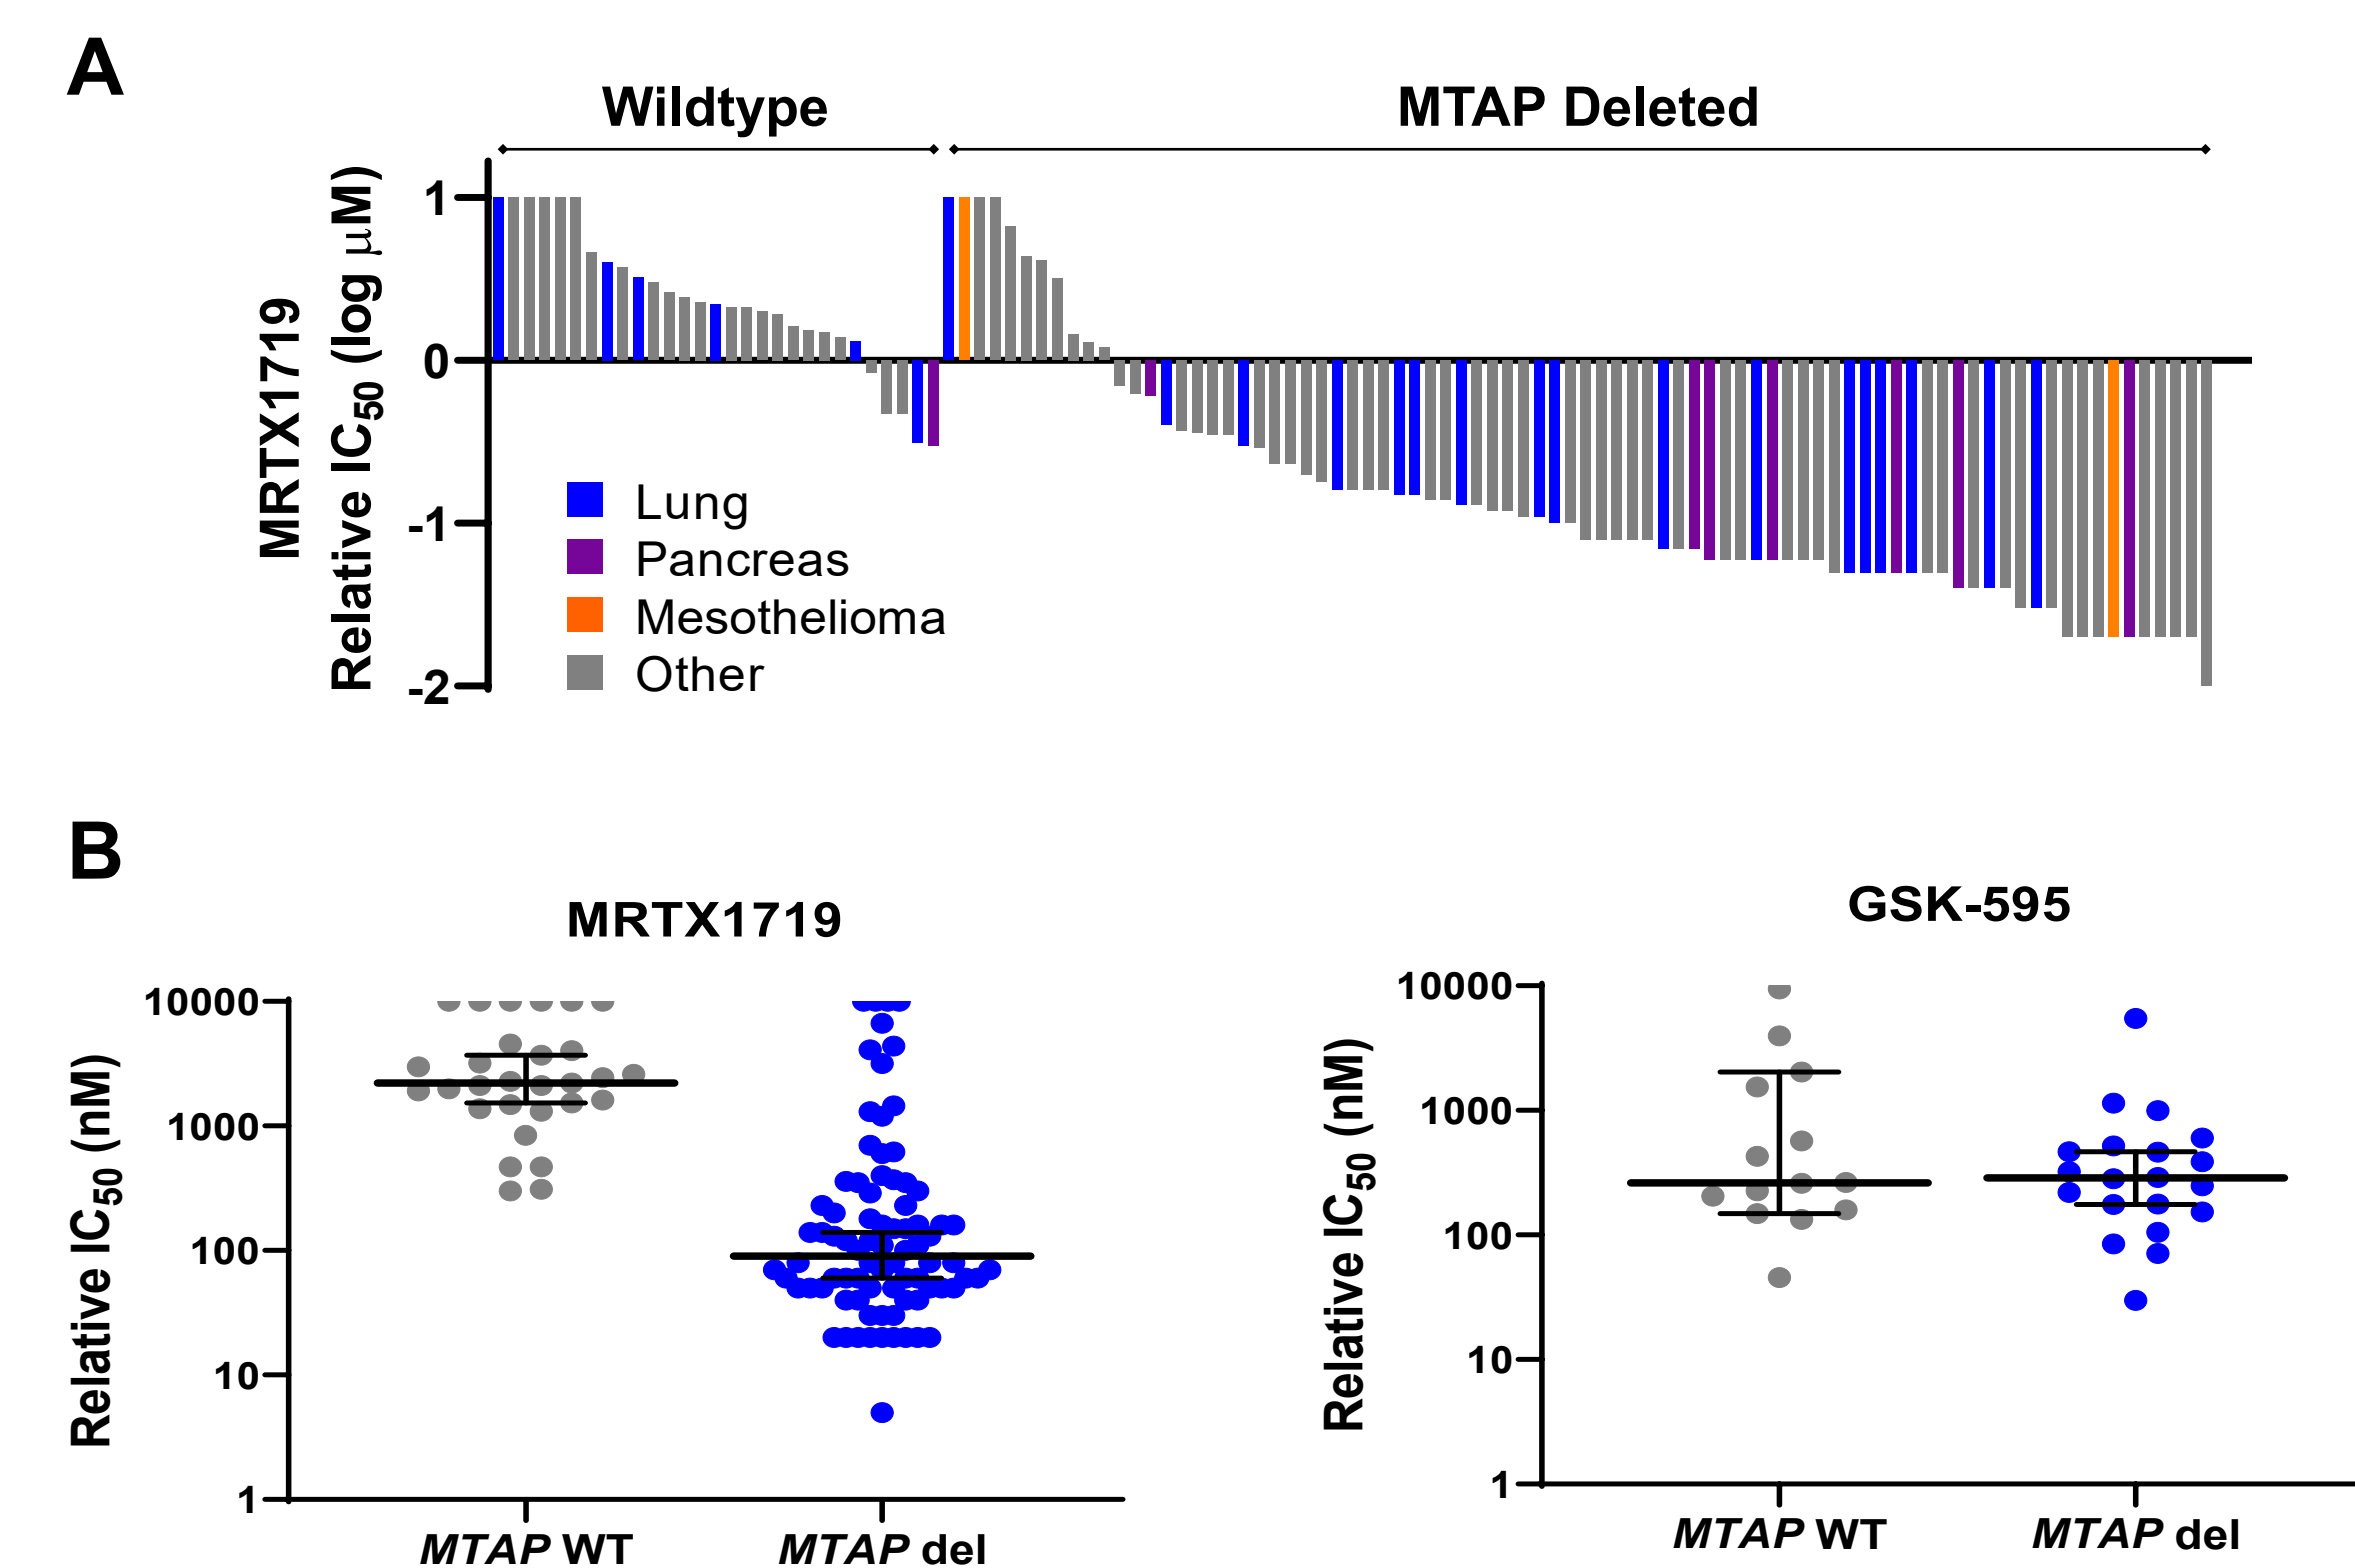 A
Wildtype
MTAP Deleted
MRTX1719
Relative IC50 (log μM)
1
0
-1
-2
Lung
Pancreas
Mesothelioma
Other
B
MRTX1719
Relative IC50 (nM)
10000
1000
100
10
1
MTAP WT
MTAP del
GSK-595
Relative IC50 (nM)
10000
1000
100
10
1
MTAP WT
MTAP del